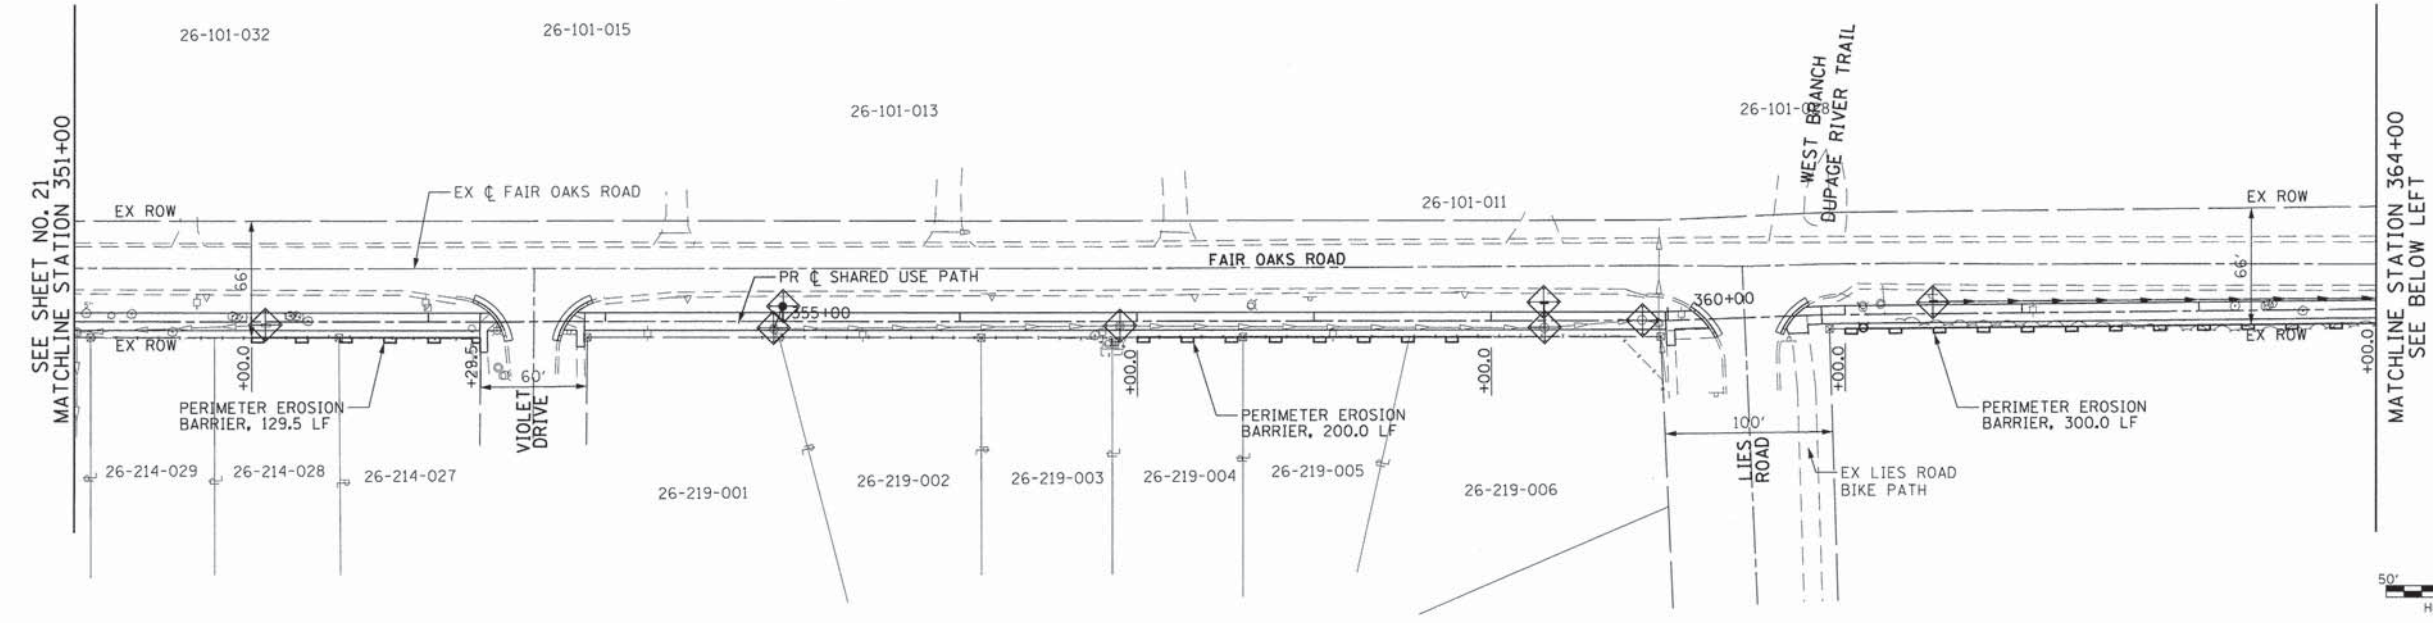 26-101-032
26-101-015
26-101-013
26-101-011
WEST BRANCH
DUPAGE RIVER TRAIL
SEE SHEET NO. 21
MATCHLINE STATION 351+00
EX ROW
EX ℄ FAIR OAKS ROAD
EX ROW
FAIR OAKS ROAD
66'
PR ℄ SHARED USE PATH
355+00
360+00
66'
EX ROW
EX ROW
+00.0
+29.5
60'
+00.0
+00.0
+00.0
+00.0
PERIMETER EROSION
BARRIER, 129.5 LF
VIOLET
DRIVE
PERIMETER EROSION
BARRIER, 200.0 LF
100'
LIES
ROAD
PERIMETER EROSION
BARRIER, 300.0 LF
26-214-029
26-214-028
26-214-027
26-219-001
26-219-002
26-219-003
26-219-004
26-219-005
26-219-006
EX LIES ROAD
BIKE PATH
MATCHLINE STATION 364+00
SEE BELOW LEFT
50'
H